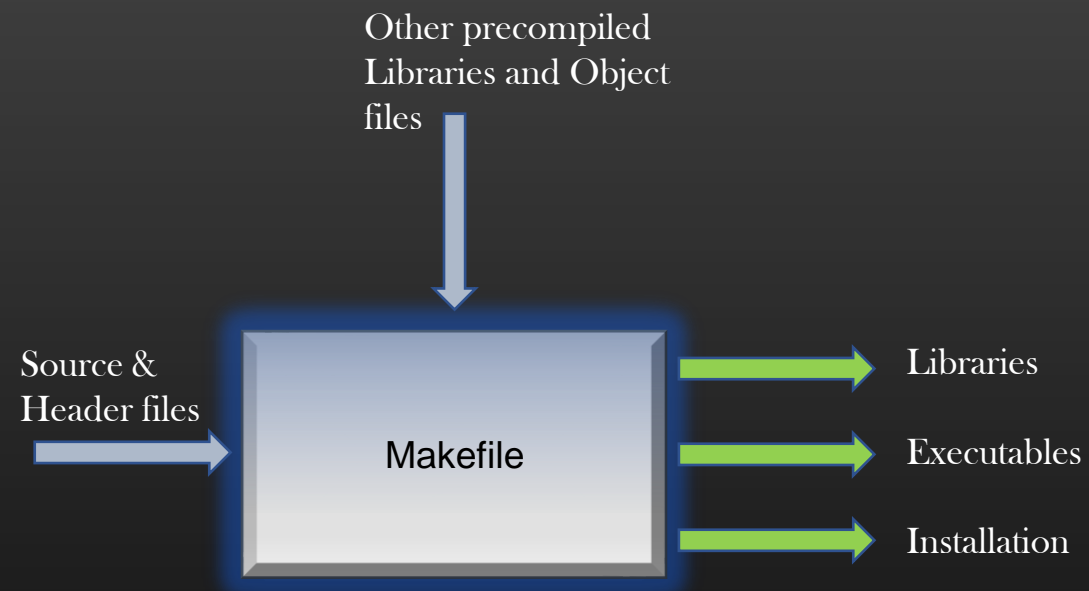 Other precompiled
Libraries and Object
files
Source &
Header files
Makefile
Libraries
Executables
Installation